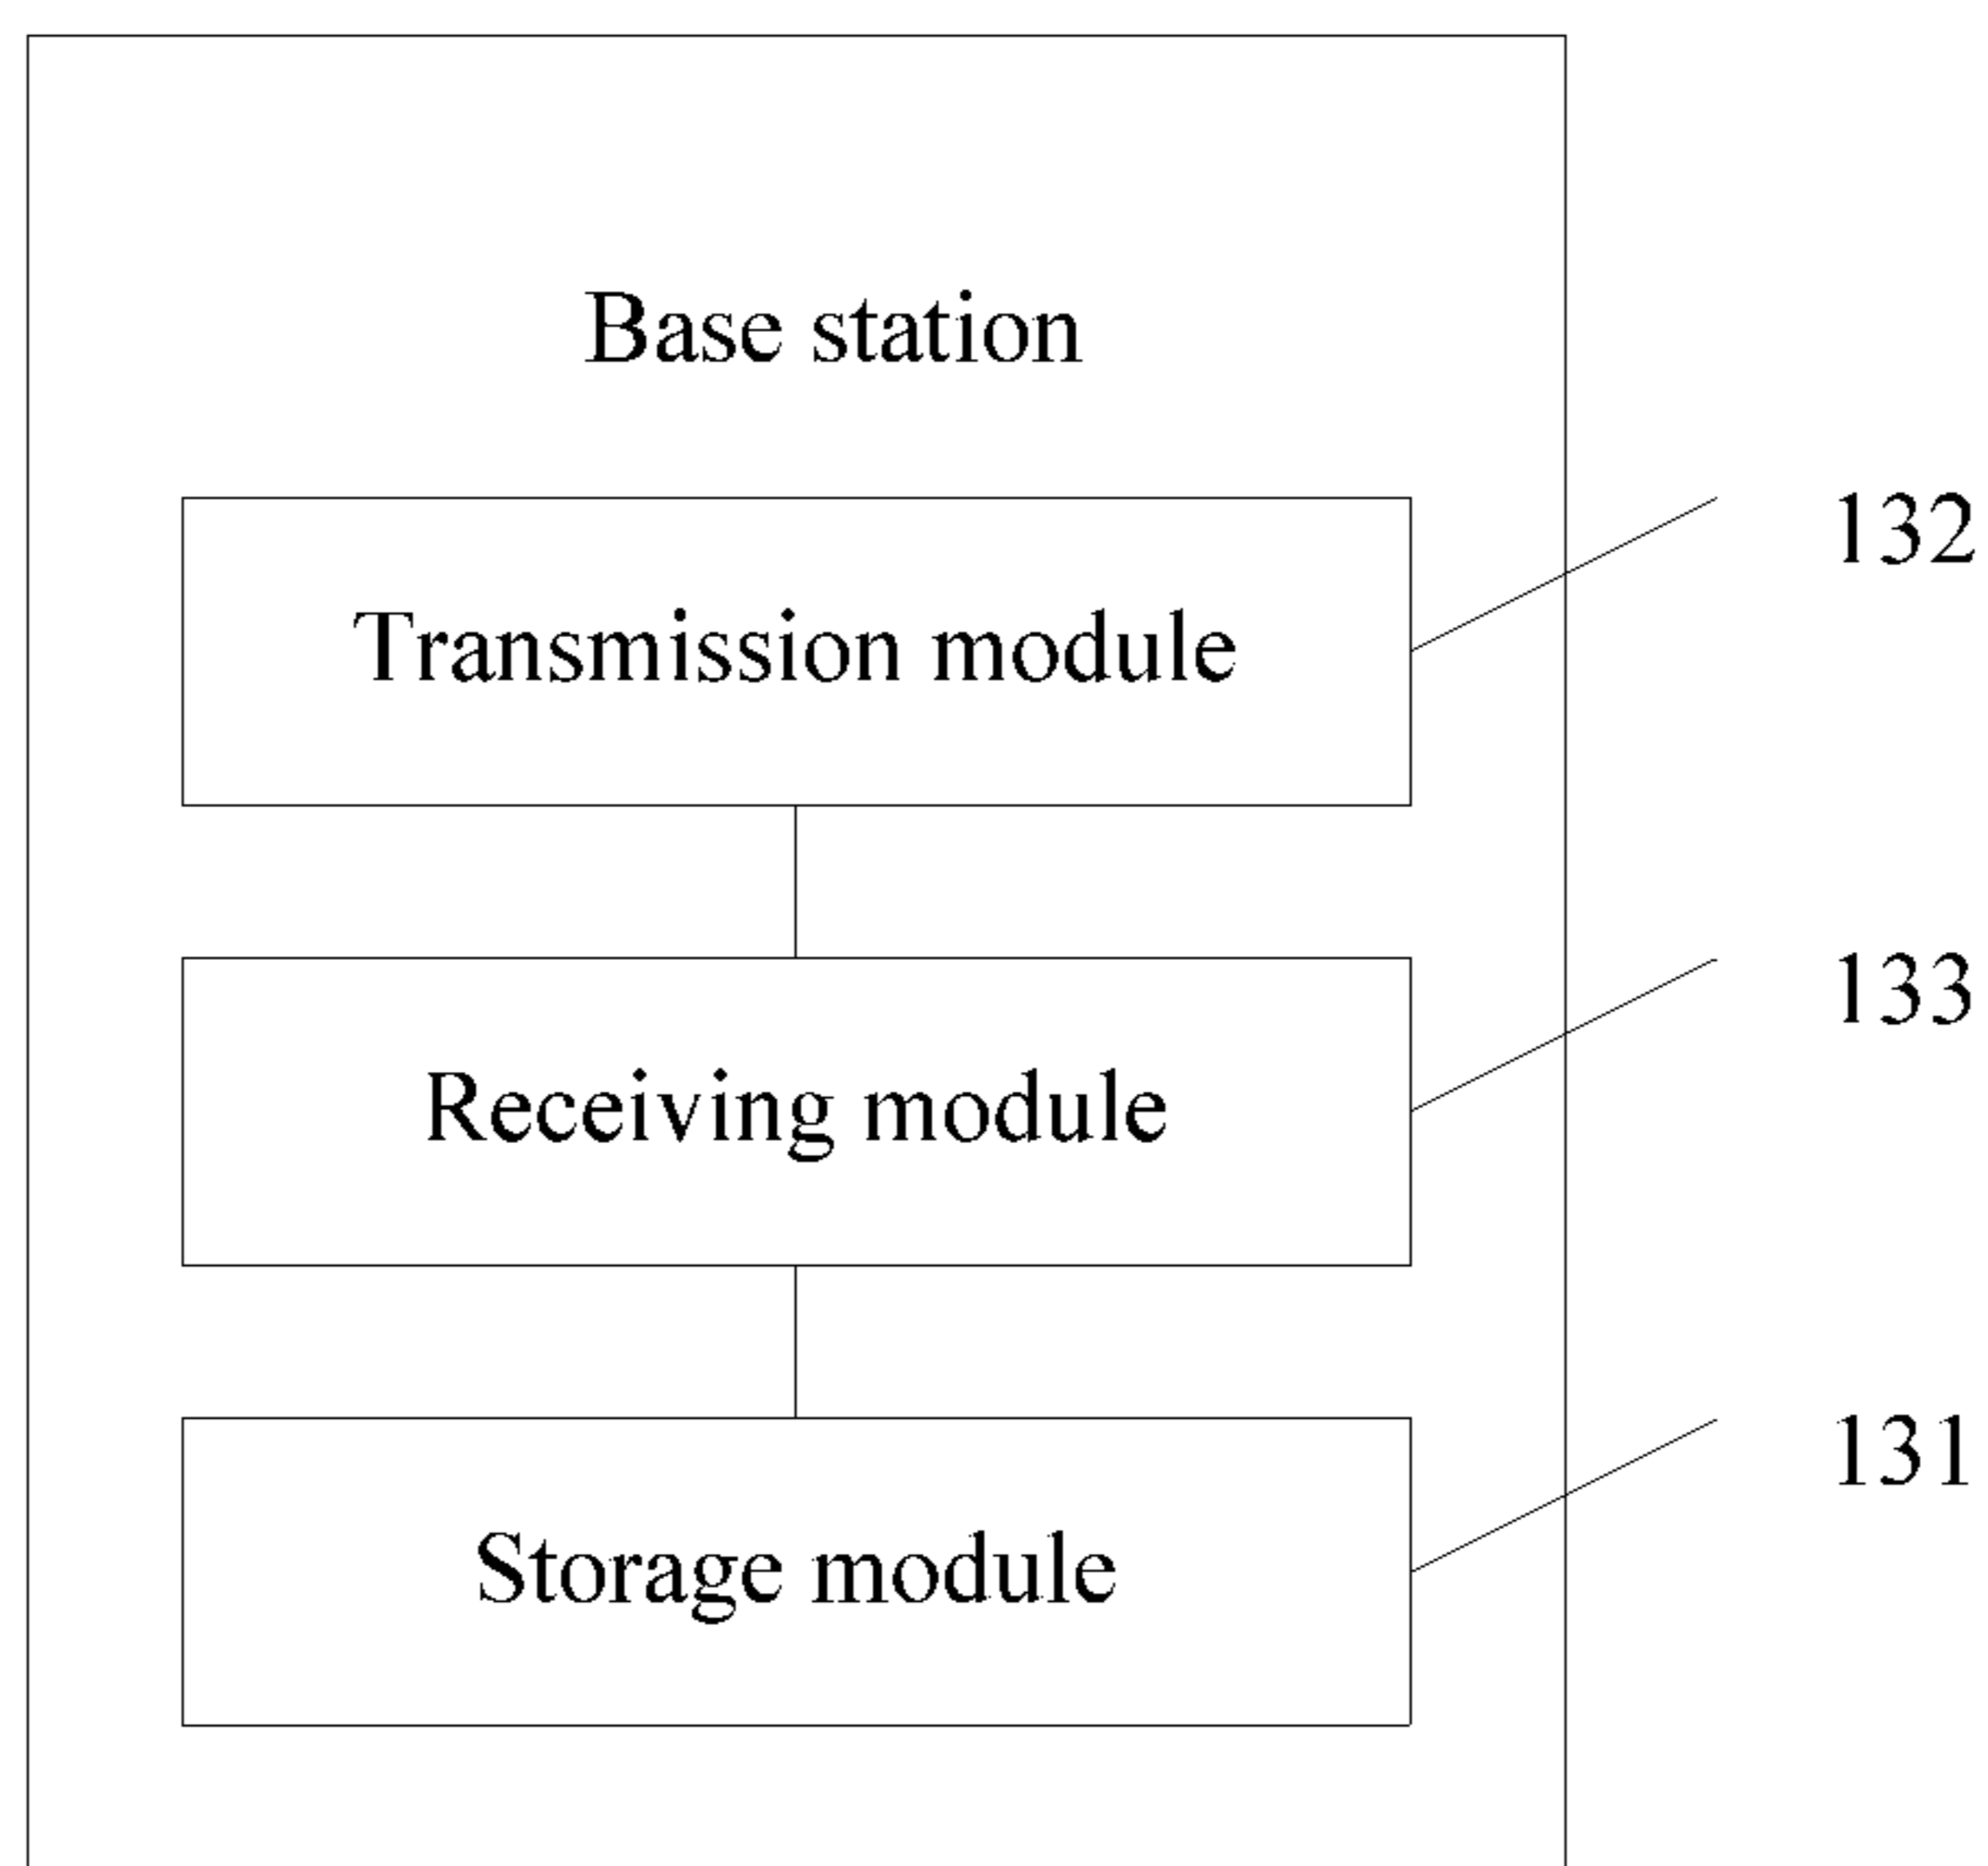 Base station
132
Transmission module
133
Receiving module
131
Storage module